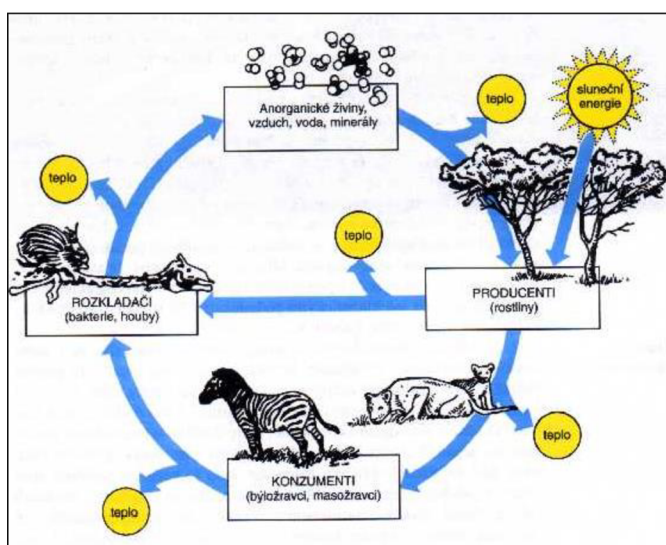 Anorganické živiny,
vzduch, voda, minerály
teplo
sluneční
energie
teplo
teplo
ROZKLADAČI
(bakterie, houby)
PRODUCENTI
(rostliny)
teplo
KONZUMENTI
(býložravci, masožravci)
teplo